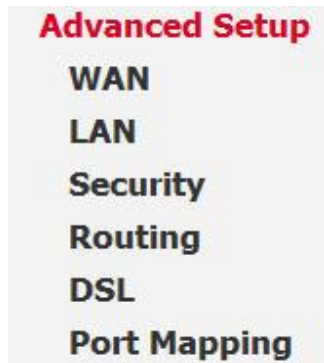 Advanced Setup
WAN
LAN
Security
Routing
DSL
Port Mapping